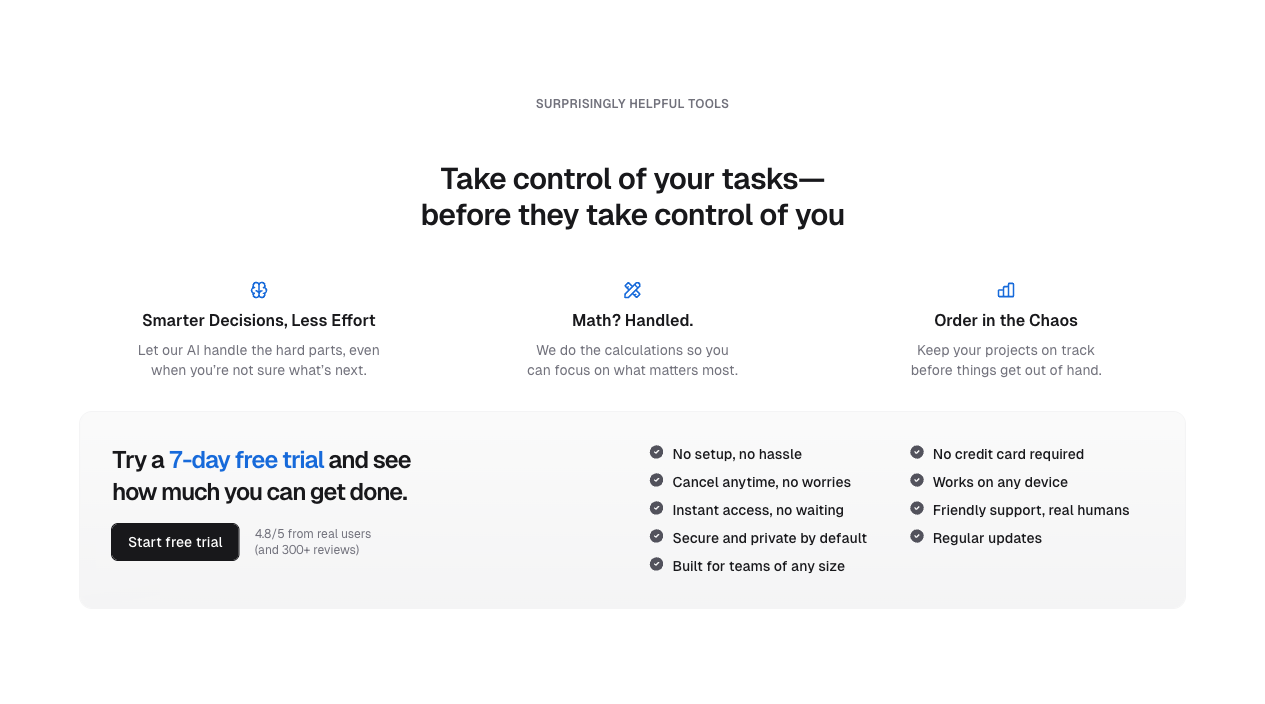 SURPRISINGLY HELPFUL TOOLS
Take control of your tasks—
before they take control of you
Smarter Decisions, Less Effort
Let our AI handle the hard parts, even
when you’re not sure what’s next.
Math? Handled.
We do the calculations so you
can focus on what matters most.
Order in the Chaos
Keep your projects on track
before things get out of hand.
Try a 7-day free trial and see
how much you can get done.
Start free trial
4.8/5 from real users
(and 300+ reviews)
No setup, no hassle
Cancel anytime, no worries
Instant access, no waiting
Secure and private by default
Built for teams of any size
No credit card required
Works on any device
Friendly support, real humans
Regular updates